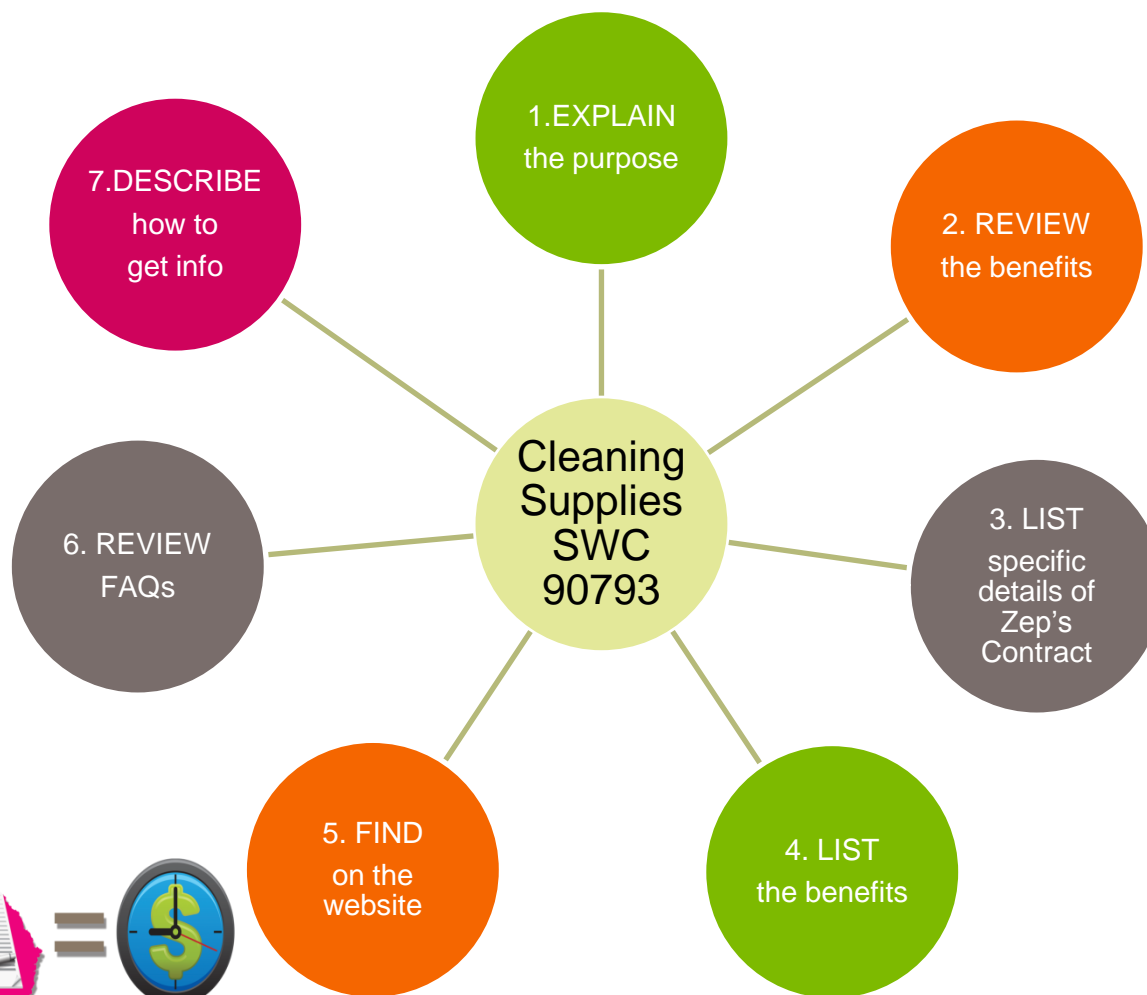 1.EXPLAIN
the purpose
2. REVIEW
the benefits
3. LIST
specific
details of
Zep's
Contract
4. LIST
the benefits
5. FIND
on the
website
6. REVIEW
FAQs
7.DESCRIBE
how to
get info
Cleaning
Supplies
SWC
90793
$